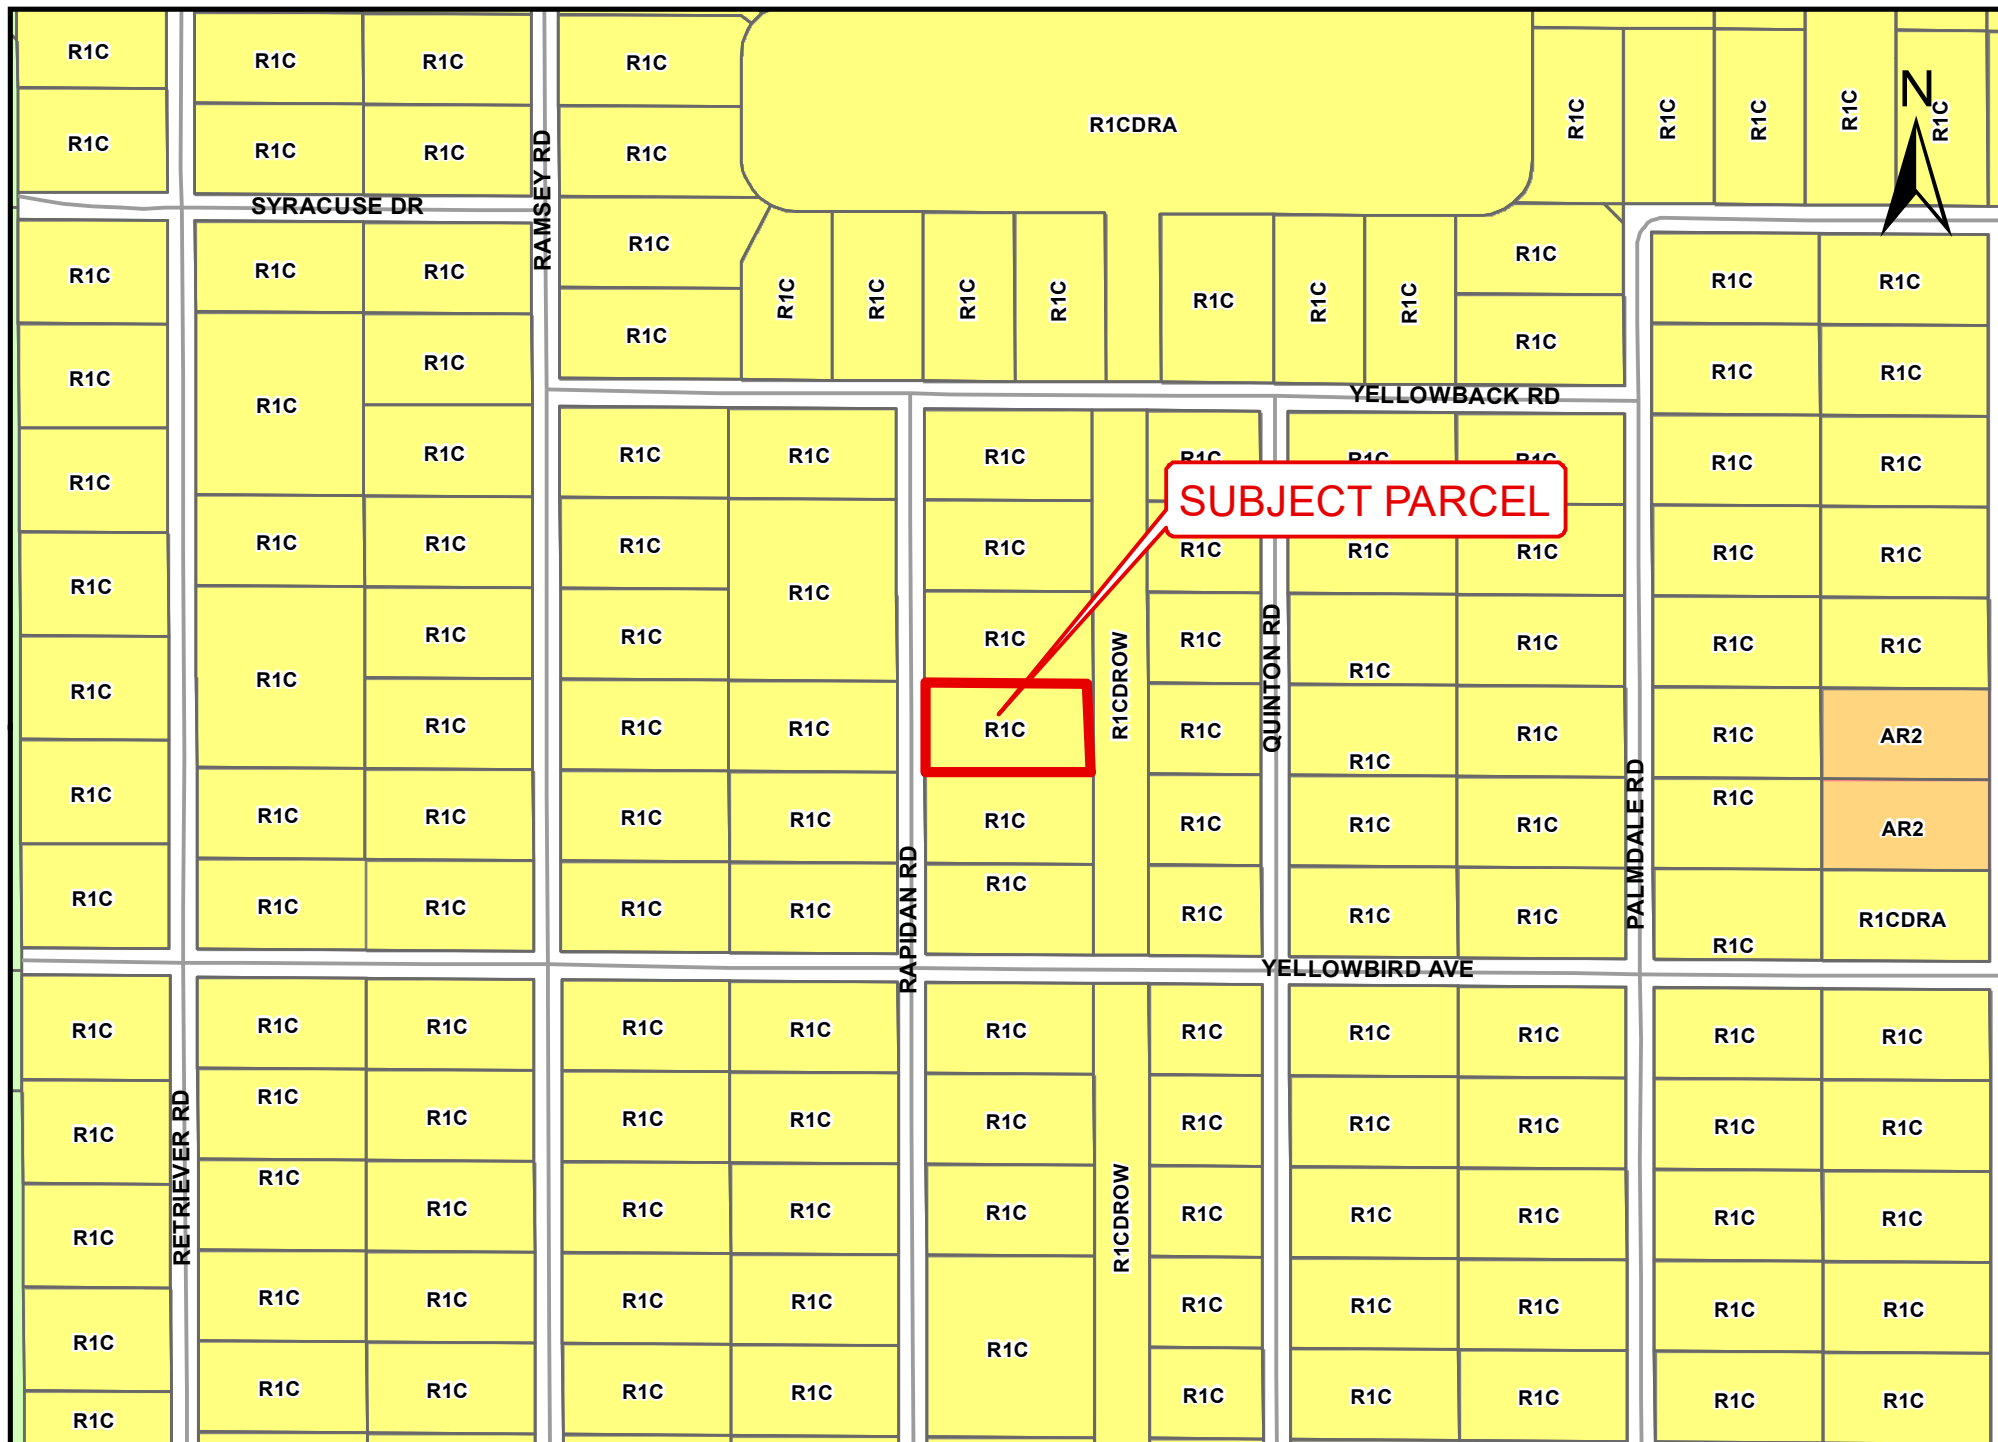 R1C R1C R1C R1C
R1CDRA
R1C R1C R1C R1C R1C
N
R1C R1C R1C R1C
SYRACUSE DR
RAMSEY RD
R1C R1C R1C R1C
R1C R1C R1C R1C
R1C R1C R1C
R1C
R1C R1C
R1C
R1C R1C R1C
R1C
R1C R1C
YELLOWBACK RD
R1C R1C
R1C R1C R1C
R1C R1C R1C
R1C R1C
R1C
SUBJECT PARCEL
R1C R1C R1C R1C
R1C R1C R1C R1C
R1C R1C
R1C
R1C R1C R1C R1C
R1CDROW
R1C
QUINTON RD
R1C R1C
R1C R1C
R1C R1C
R1C R1C R1C R1C
R1C
R1C
R1C
R1C
AR2
R1C R1C R1C R1C R1C R1C
R1C
R1C R1C
R1C
AR2
PALMDALE RD
R1C R1C R1C R1C R1C
R1C
R1C
R1C R1C
R1C
R1CDRA
RAPIDAN RD
YELLOWBIRD AVE
R1C R1C R1C R1C R1C R1C R1C R1C R1C R1C R1C
R1C
R1C
R1C R1C R1C R1C R1C R1C R1C R1C R1C
RETRIEVER RD
R1C
R1C
R1C R1C R1C R1C
R1CDROW
R1C R1C R1C R1C R1C
R1C R1C R1C R1C
R1C R1C R1C R1C R1C
R1C
R1C
R1C R1C R1C R1C
R1C R1C R1C R1C R1C
R1C